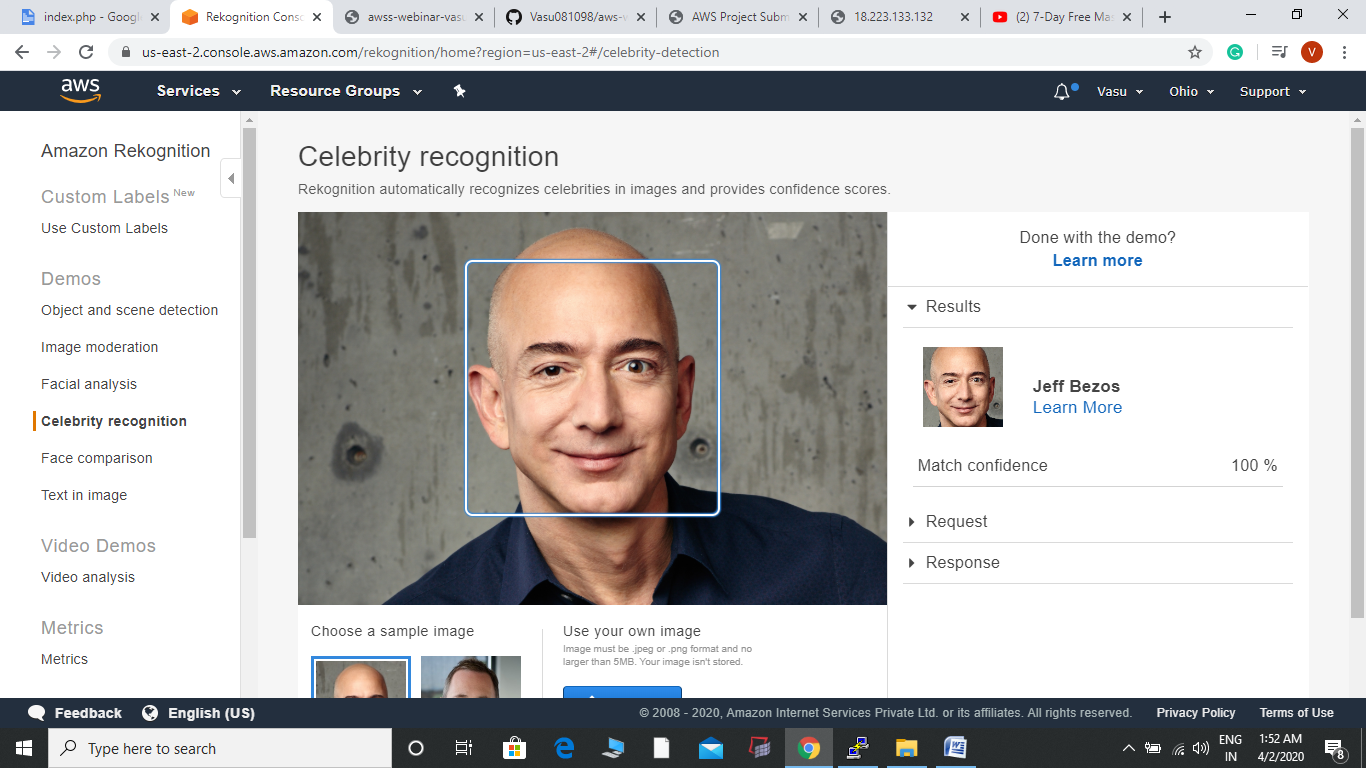 index.php - Googl
Rekognition Conso
awss-webinar-vasu
Vasu081098/aws-v
AWS Project Subm
18.223.133.132
(2) 7-Day Free Mas
us-east-2.console.aws.amazon.com/rekognition/home?region=us-east-2#/celebrity-detection
V
aws
Services
Resource Groups
Vasu
Ohio
Support
Amazon Rekognition
Custom Labels New
Use Custom Labels
Demos
Object and scene detection
Image moderation
Facial analysis
Celebrity recognition
Face comparison
Text in image
Video Demos
Video analysis
Metrics
Metrics
Celebrity recognition
Rekognition automatically recognizes celebrities in images and provides confidence scores.
Choose a sample image
Use your own image
Image must be .jpeg or .png format and no
larger than 5MB. Your image isn't stored.
Done with the demo?
Learn more
Results
Jeff Bezos
Learn More
Match confidence 100 %
Request
Response
Feedback
English (US)
© 2008 - 2020, Amazon Internet Services Private Ltd. or its affiliates. All rights reserved.
Privacy Policy
Terms of Use
Type here to search
ENG
IN
1:52 AM
4/2/2020
8